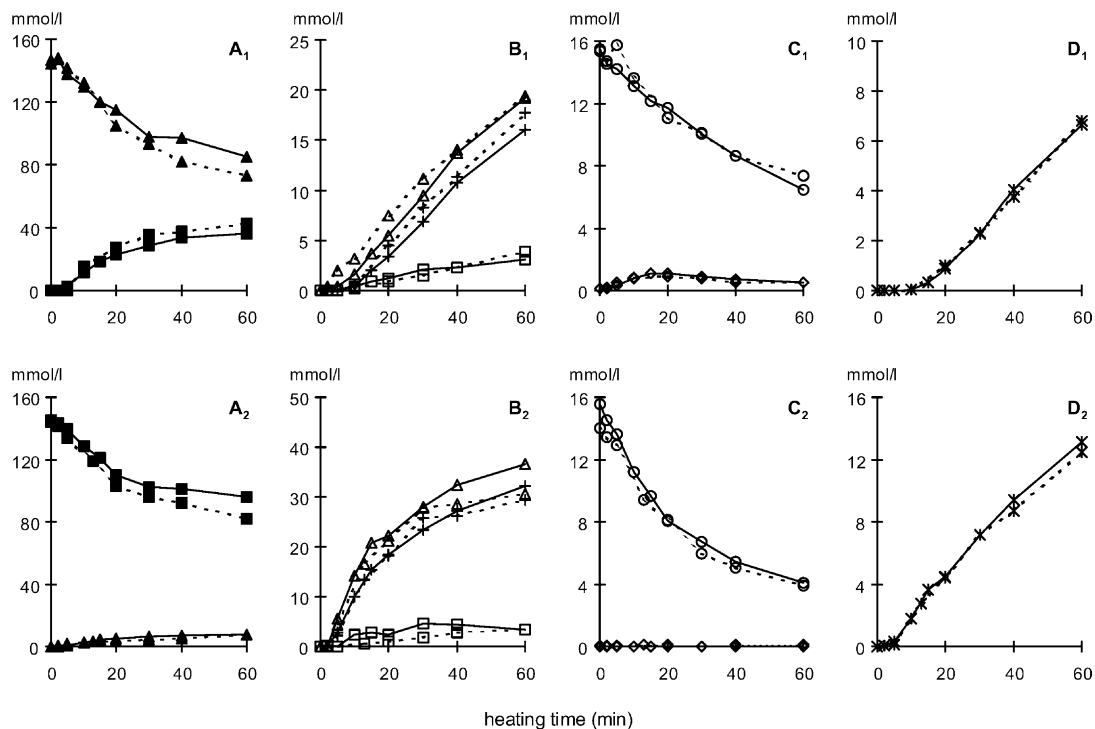 mmol/l mmol/l mmol/l mmol/l
A1 B1 C1 D1
160 25 16 10
20 8
120 12
15 6
80 8
10 4
40 4
5 2
0 0 0 0
0 20 40 60 0 20 40 60 0 20 40 60 0 20 40 60
mmol/l mmol/l mmol/l mmol/l
A2 B2 C2 D2
160 50 16 16
40
120 12 12
30
80 8 8
20
40 4 4
10
0 0 0 0
0 20 40 60 0 20 40 60 0 20 40 60 0 20 40 60
heating time (min)